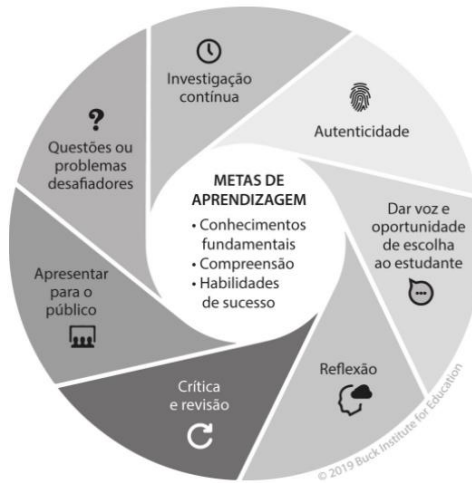 METAS DE
APRENDIZAGEM
• Conhecimentos
fundamentais
• Compreensão
• Habilidades
de sucesso
?
Questões ou
problemas
desafiadores
Investigação
contínua
Autenticidade
Dar voz e
oportunidade
de escolha
ao estudante
Reflexão
Crítica
e revisão
Apresentar
para o
público
© 2019 Buck Institute for Education